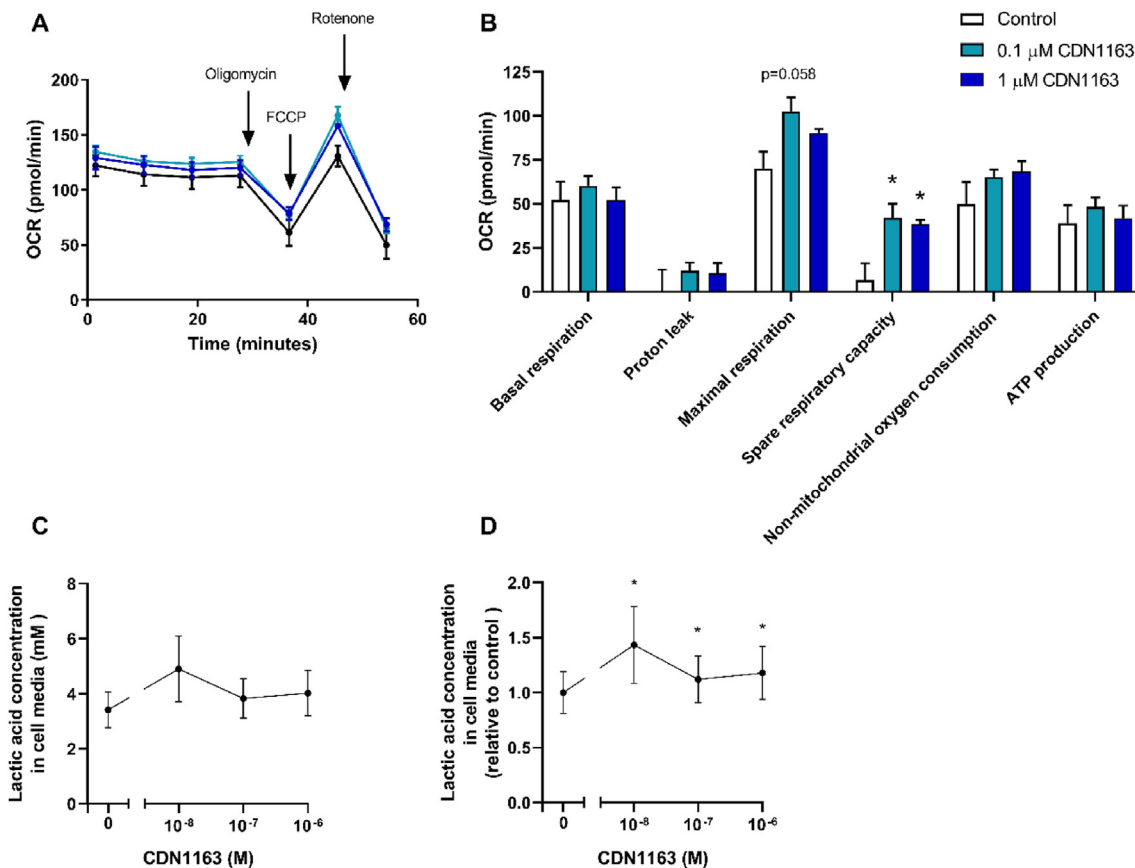 A
Rotenone
Oligomycin
FCCP
200
150
100
50
0
OCR (pmol/min)
0
20
40
60
Time (minutes)
B
Control
0.1 µM CDN1163
1 µM CDN1163
p=0.058
125
100
75
50
25
0
OCR (pmol/min)
*
*
Basal respiration
Proton leak
Maximal respiration
Spare respiratory capacity
Non-mitochondrial oxygen consumption
ATP production
C
8
6
4
2
0
Lactic acid concentration
in cell media (mM )
0
10⁻⁸
10⁻⁷
10⁻⁶
CDN1163 (M)
D
2.0
1.5
1.0
0.5
0.0
Lactic acid concentration
in cell media
(relative to control )
*
*
*
0
10⁻⁸
10⁻⁷
10⁻⁶
CDN1163 (M)